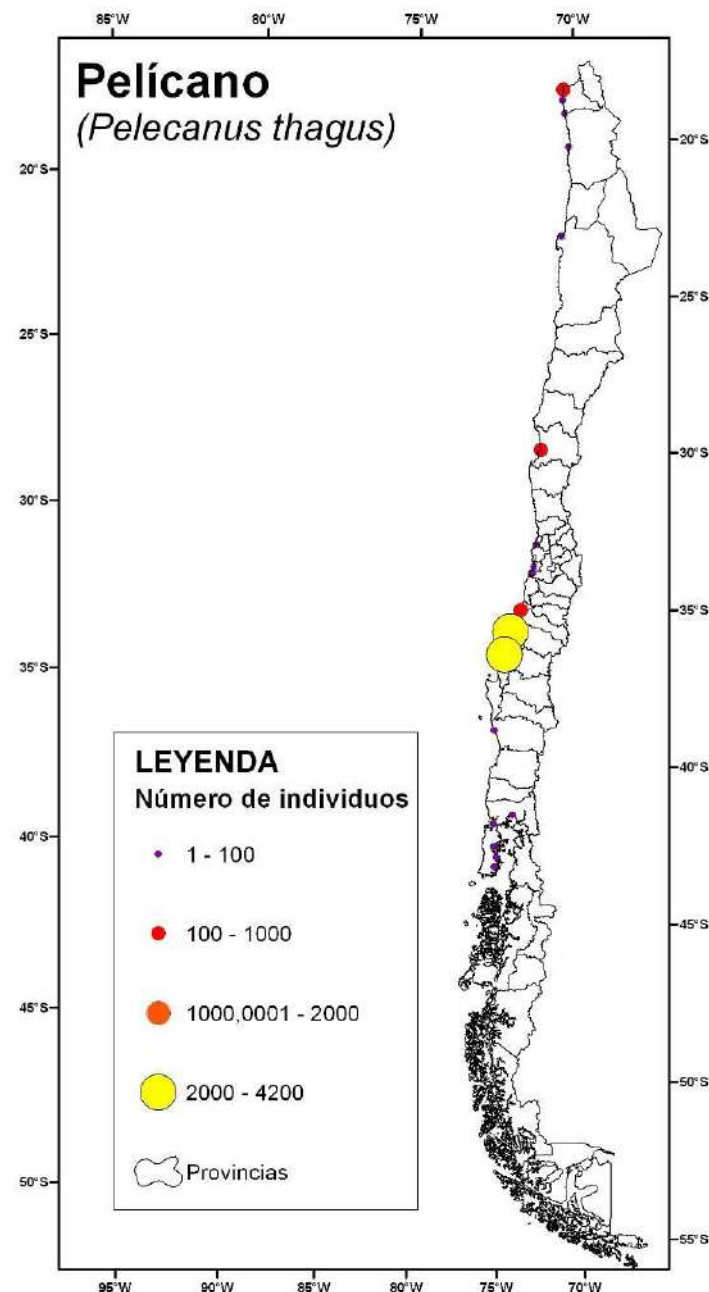 85°W 80°W 75°W 70°W
Pelícano
(Pelecanus thagus)
20°S
25°S
30°S
35°S
40°S
45°S
50°S
20°S
25°S
30°S
35°S
40°S
45°S
50°S
55°S
LEYENDA
Número de individuos
1 - 100
100 - 1000
1000,0001 - 2000
2000 - 4200
Provincias
95°W 90°W 85°W 80°W 75°W 70°W